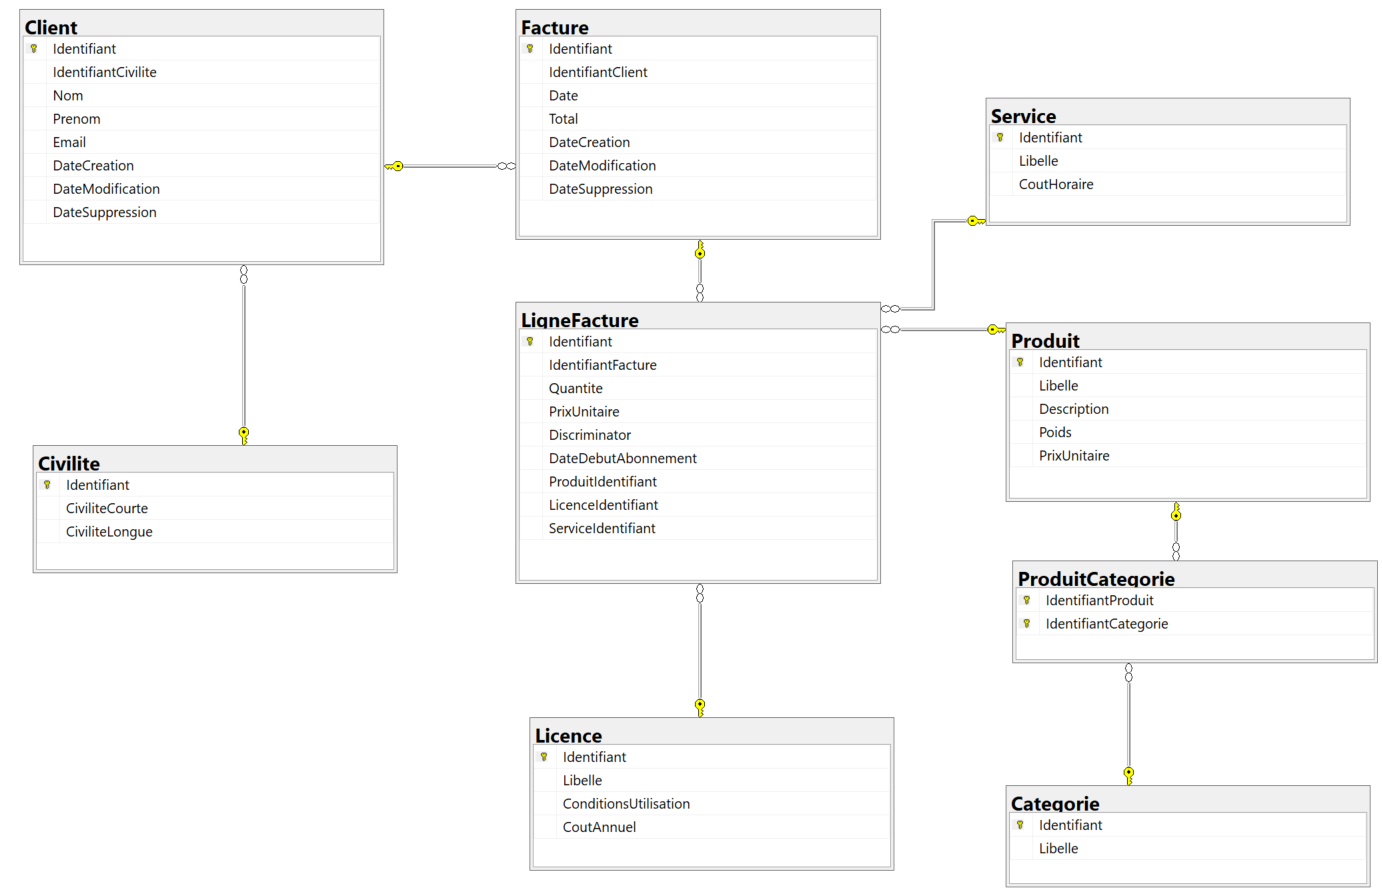 Client
Identifiant
IdentifiantCivilite
Nom
Prenom
Email
DateCreation
DateModification
DateSuppression
Facture
Identifiant
IdentifiantClient
Date
Total
DateCreation
DateModification
DateSuppression
Service
Identifiant
Libelle
CoutHoraire
LigneFacture
Identifiant
IdentifiantFacture
Quantite
PrixUnitaire
Discriminator
DateDebutAbonnement
ProduitIdentifiant
LicenceIdentifiant
ServiceIdentifiant
Produit
Identifiant
Libelle
Description
Poids
PrixUnitaire
Civilite
Identifiant
CiviliteCourte
CiviliteLongue
ProduitCategorie
IdentifiantProduit
IdentifiantCategorie
Licence
Identifiant
Libelle
ConditionsUtilisation
CoutAnnuel
Categorie
Identifiant
Libelle